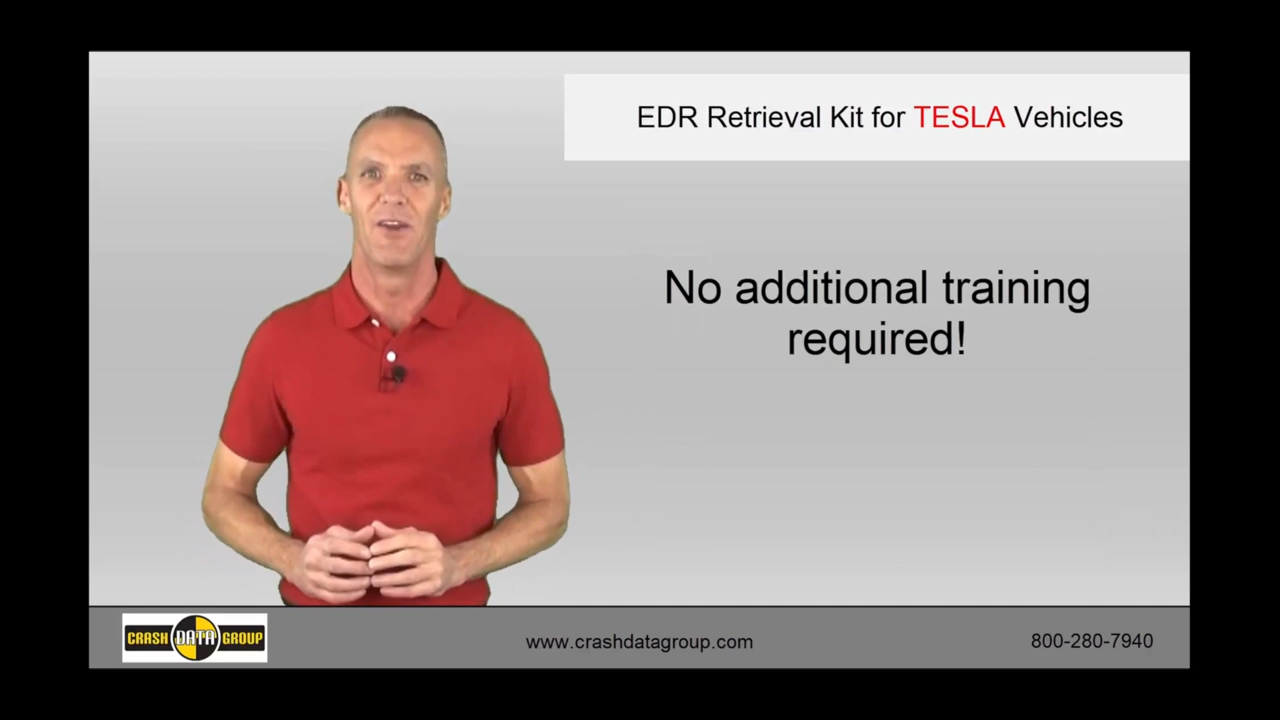 EDR Retrieval Kit for TESLA Vehicles
No additional training
required!
CRASH DATA GROUP
www.crashdatagroup.com
800-280-7940